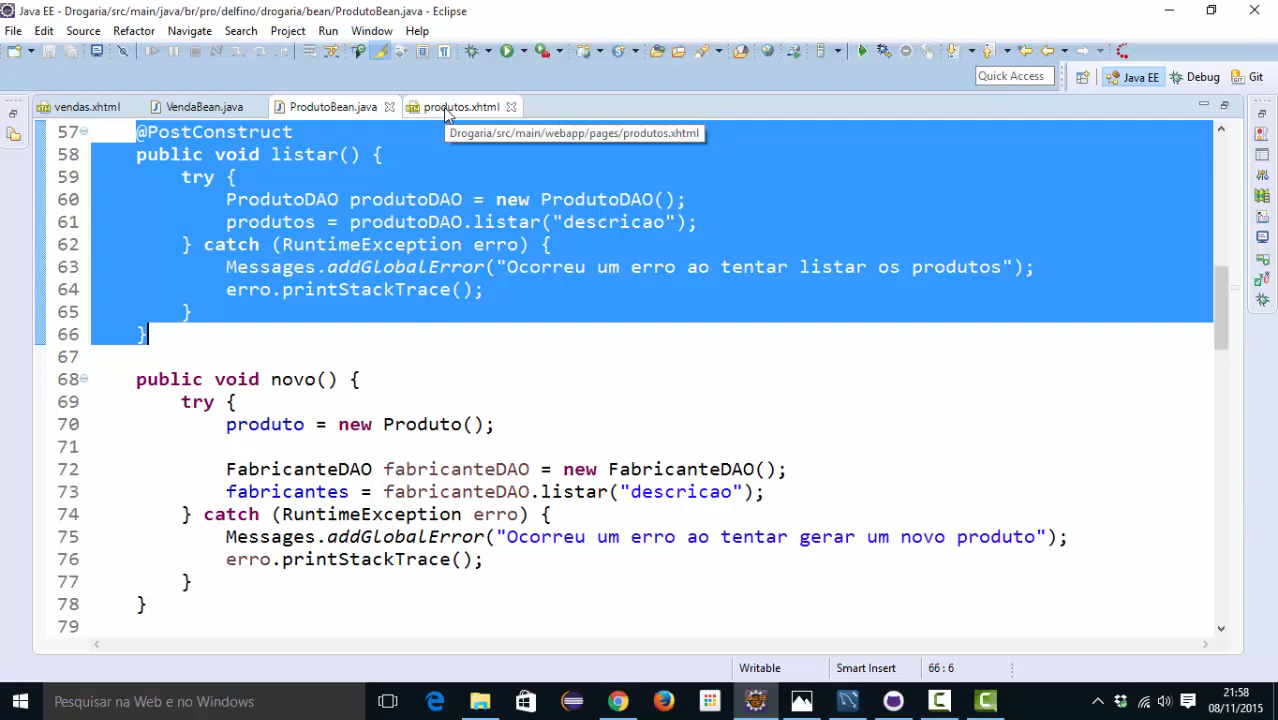 Java EE - Drogaria/src/main/java/br/pro/delfino/drogaria/bean/ProdutoBean.java - Eclipse
File Edit Source Refactor Navigate Search Project Run Window Help
Quick Access Java EE Debug Git
vendas.xhtml VendaBean.java ProdutoBean.java produtos.xhtml
Drogaria/src/main/webapp/pages/produtos.xhtml
57 @PostConstruct
58 public void listar() {
59 try {
60 ProdutoDAO produtoDAO = new ProdutoDAO();
61 produtos = produtoDAO.listar("descricao");
62 } catch (RuntimeException erro) {
63 Messages.addGlobalError("Ocorreu um erro ao tentar listar os produtos");
64 erro.printStackTrace();
65 }
66 }
67
68 public void novo() {
69 try {
70 produto = new Produto();
71
72 FabricanteDAO fabricanteDAO = new FabricanteDAO();
73 fabricantes = fabricanteDAO.listar("descricao");
74 } catch (RuntimeException erro) {
75 Messages.addGlobalError("Ocorreu um erro ao tentar gerar um novo produto");
76 erro.printStackTrace();
77 }
78 }
79
Writable Smart Insert 66 : 6
Pesquisar na Web e no Windows
21:58
08/11/2015